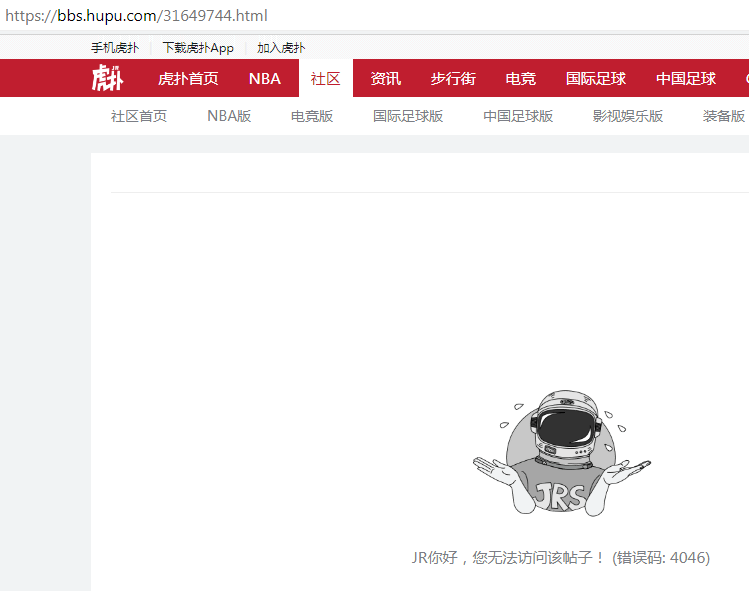 https://bbs.hupu.com/31649744.html
手机虎扑 下载虎扑App 加入虎扑
虎扑 JR 虎扑首页 NBA 社区 资讯 步行街 电竞 国际足球 中国足球
社区首页 NBA版 电竞版 国际足球版 中国足球版 影视娱乐版 装备版
JRS
JR你好，您无法访问该帖子！ (错误码: 4046)